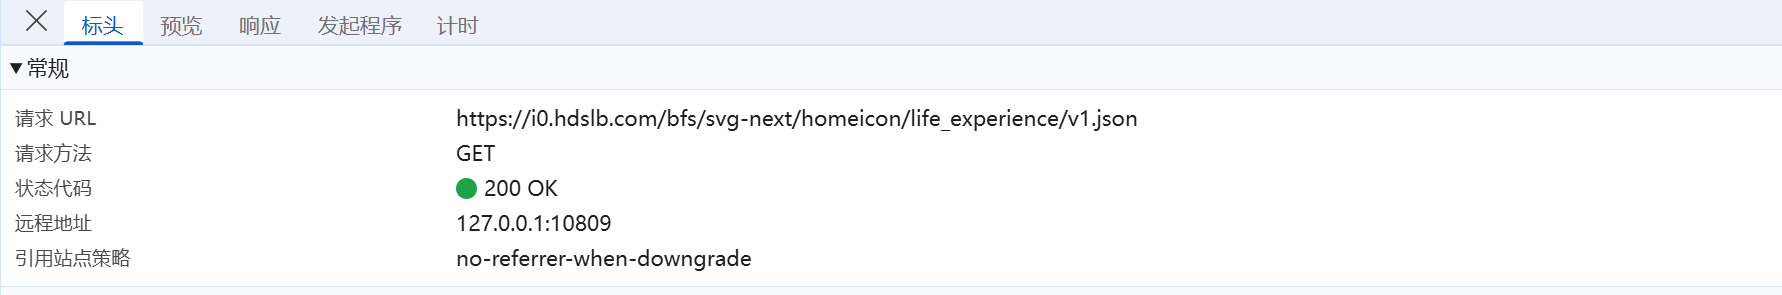 标头 预览 响应 发起程序 计时
▼常规
请求 URL https://i0.hdslb.com/bfs/svg-next/homeicon/life_experience/v1.json
请求方法 GET
状态代码 200 OK
远程地址 127.0.0.1:10809
引用站点策略 no-referrer-when-downgrade